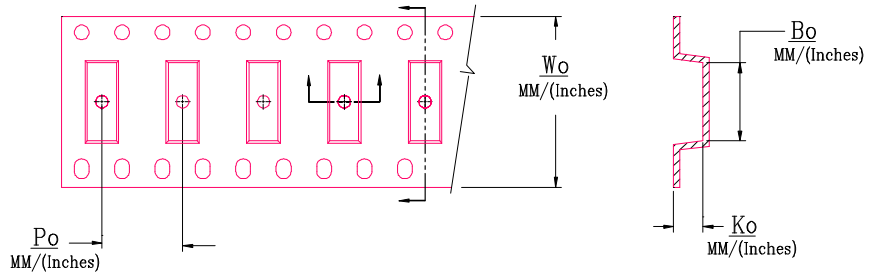 Wo
MM/(Inches)
Bo
MM/(Inches)
Po
MM/(Inches)
Ko
MM/(Inches)